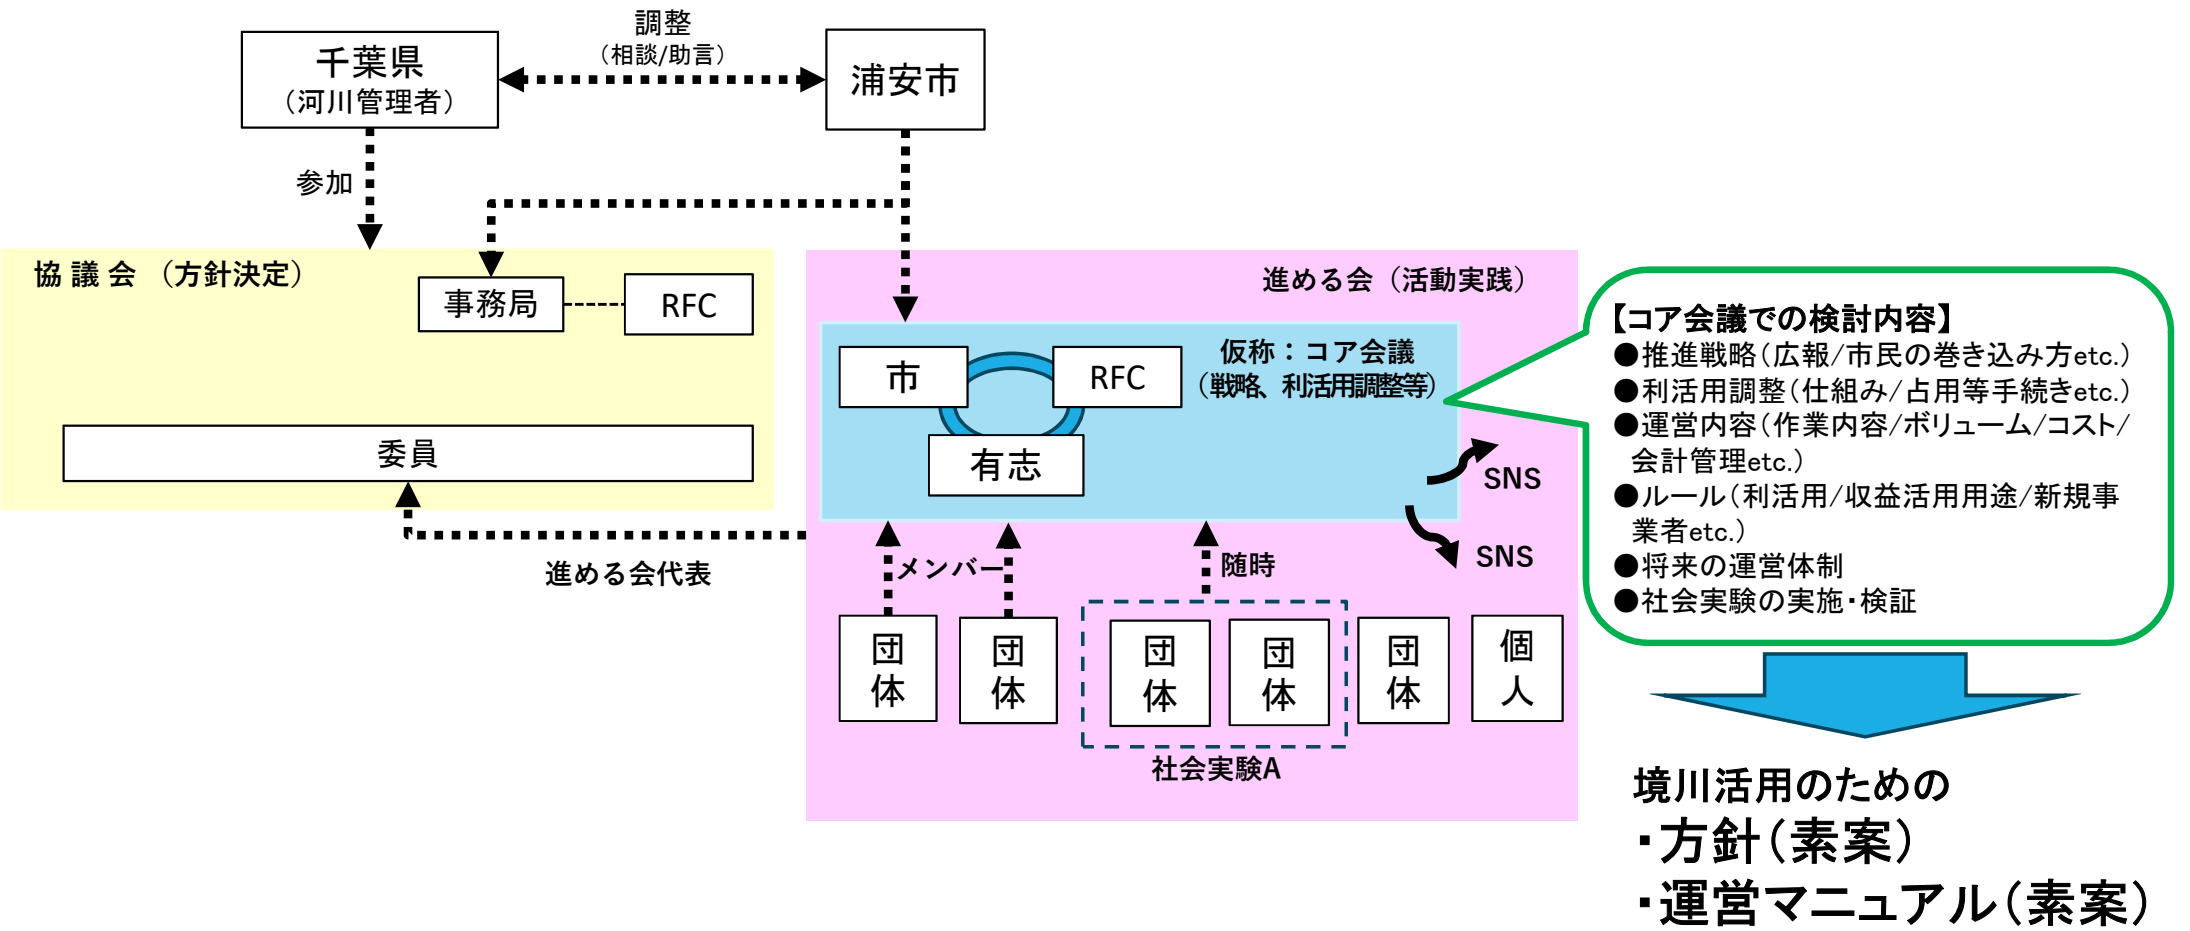 調整
（相談/助言）
千葉県
（河川管理者）
浦安市
参加
協 議 会 （方針決定）
事務局
RFC
委員
進める会代表
進める会（活動実践）
仮称：コア会議
（戦略、利活用調整等）
市
RFC
有志
SNS
SNS
メンバー
随時
団
体
団
体
団
体
団
体
団
体
個
人
社会実験A
【コア会議での検討内容】
●推進戦略（広報/市民の巻き込み方etc.）
●利活用調整（仕組み/占用等手続きetc.）
●運営内容（作業内容/ボリューム/コスト/
会計管理etc.）
●ルール（利活用/収益活用用途/新規事
業者etc.）
●将来の運営体制
●社会実験の実施・検証
境川活用のための
・方針（素案）
・運営マニュアル（素案）